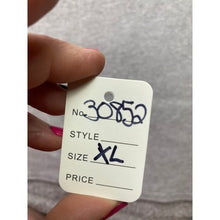 No. 30852
STYLE
SIZE XL
PRICE